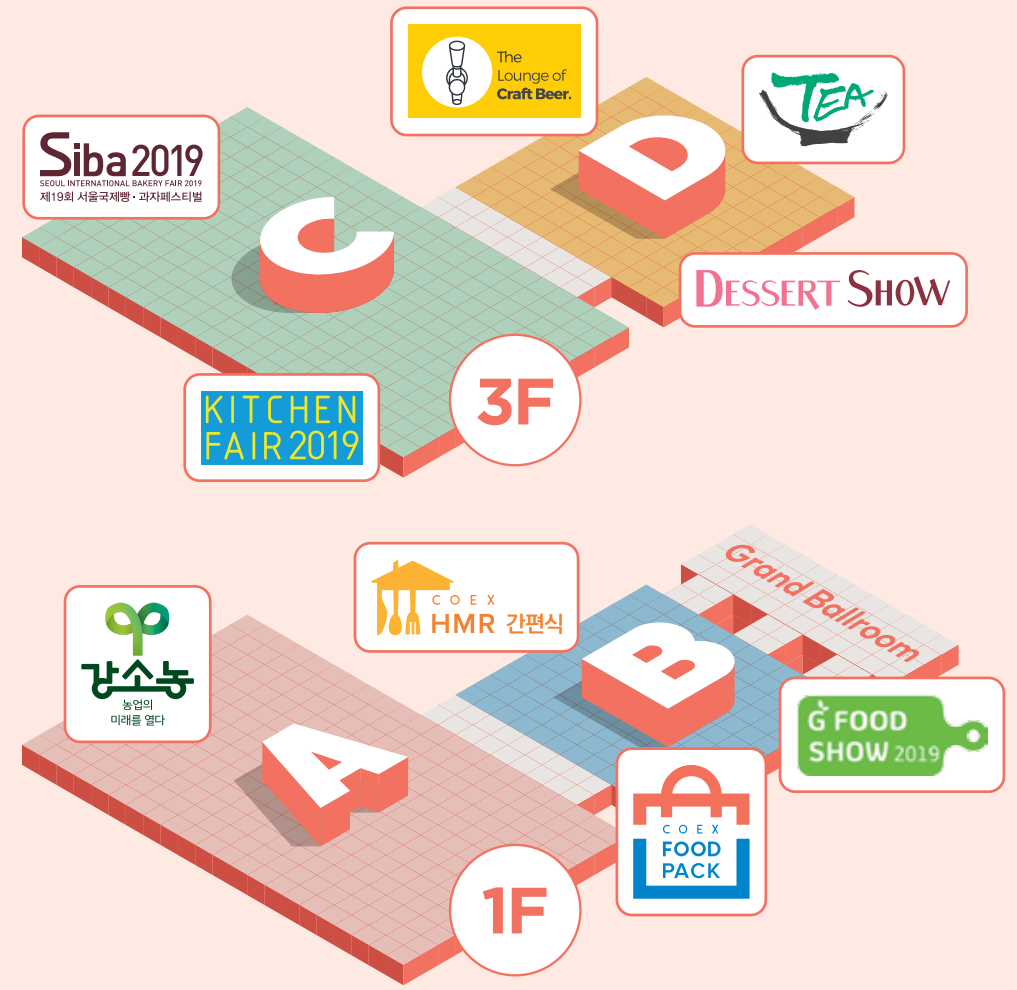 The
Lounge of
Craft Beer.
TEA
Siba 2019
SEOUL INTERNATIONAL BAKERY FAIR 2019
제19회 서울국제빵·과자페스티벌
D
C
DESSERT SHOW
3F
KITCHEN
FAIR 2019
Grand Ballroom
COEX
HMR 간편식
강소농
농업의
미래를 열다
B
G FOOD
SHOW 2019
A
COEX
FOOD
PACK
1F